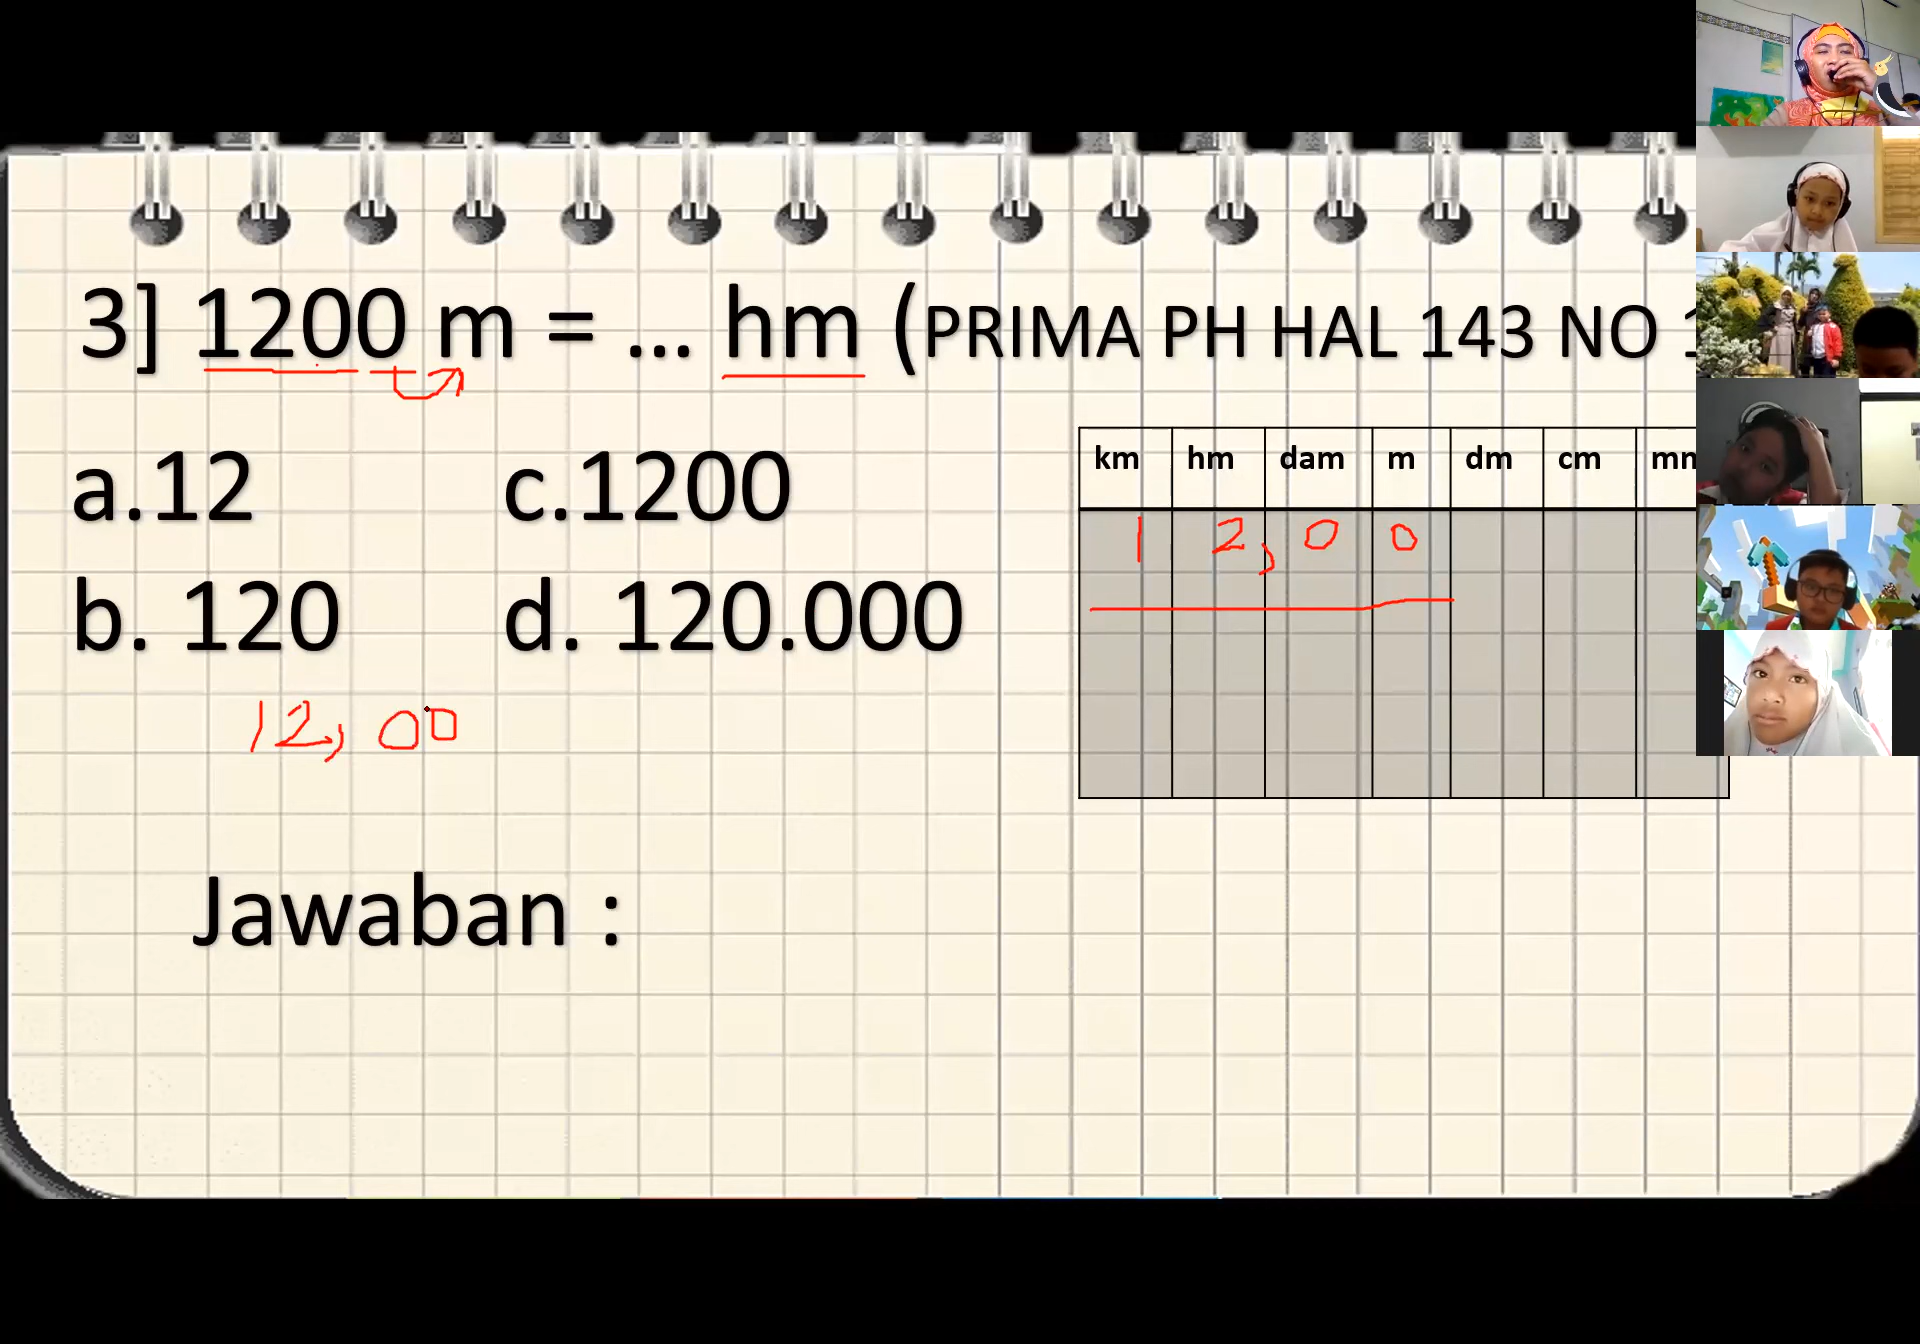 3] 1200 m = ... hm (PRIMA PH HAL 143 NO 1
a.12 c.1200
b. 120 d. 120.000
12,00
km hm dam m dm cm
1 2, 0 0
Jawaban :